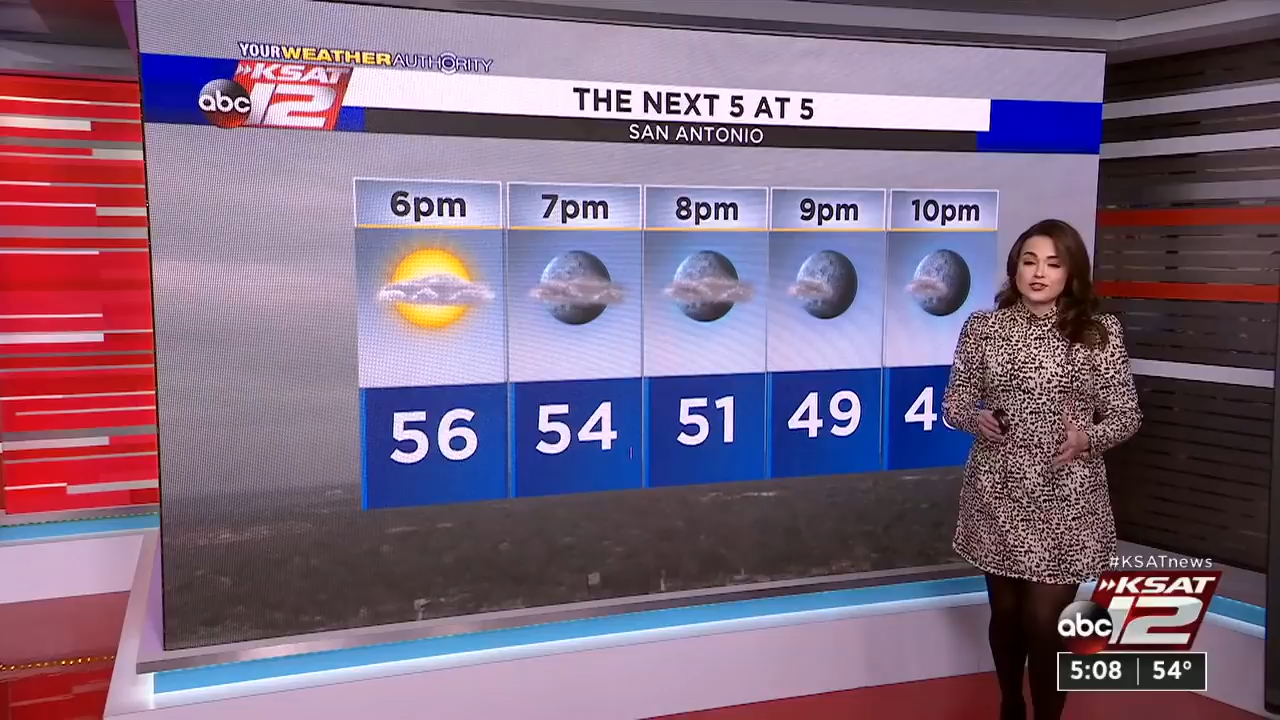 YOUR WEATHER AUTHORITY
KSAT
abc 12
THE NEXT 5 AT 5
SAN ANTONIO
6pm 7pm 8pm 9pm 10pm
56 54 51 49
#KSATnews
KSAT
abc 12
5:08 54°